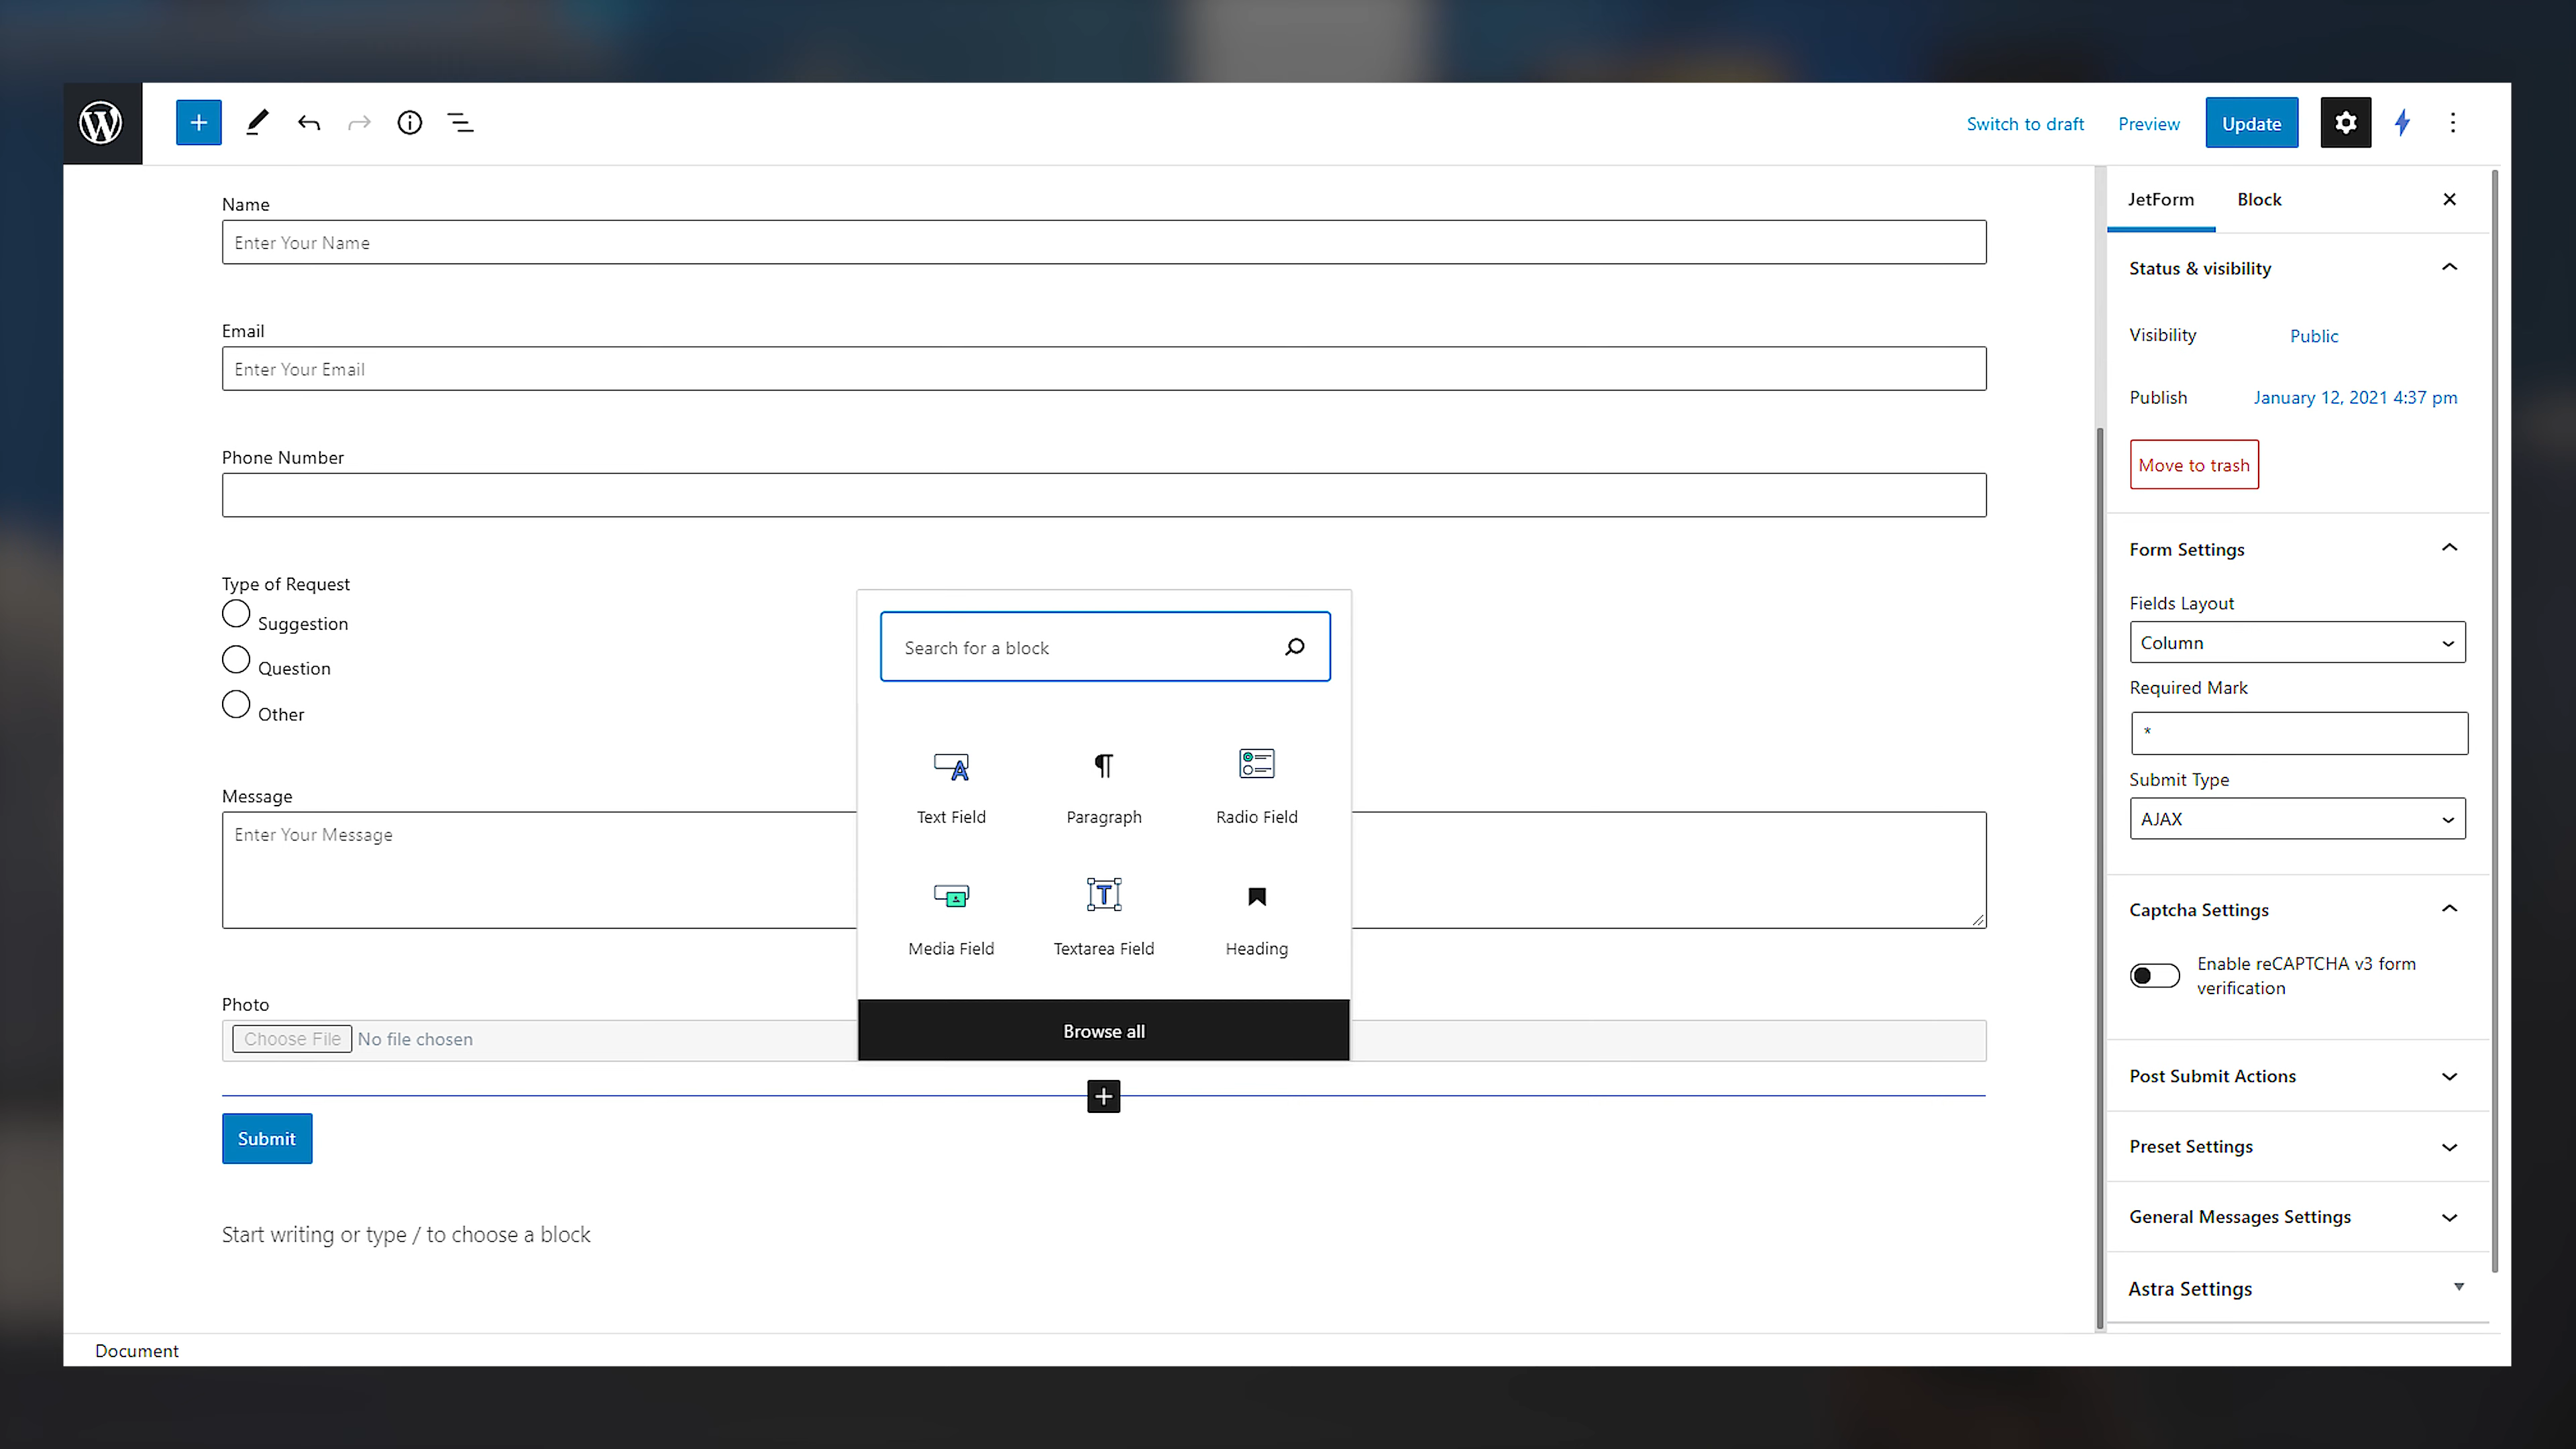 Switch to draft
Preview
Update
Name
Enter Your Name
Email
Enter Your Email
Phone Number
Type of Request
Suggestion
Question
Other
Message
Enter Your Message
Photo
Choose File No file chosen
Submit
Start writing or type / to choose a block
Search for a block
Text Field
Paragraph
Radio Field
Media Field
Textarea Field
Heading
Browse all
JetForm
Block
Status & visibility
Visibility
Public
Publish
January 12, 2021 4:37 pm
Move to trash
Form Settings
Fields Layout
Column
Required Mark
*
Submit Type
AJAX
Captcha Settings
Enable reCAPTCHA v3 form
verification
Post Submit Actions
Preset Settings
General Messages Settings
Astra Settings
Document